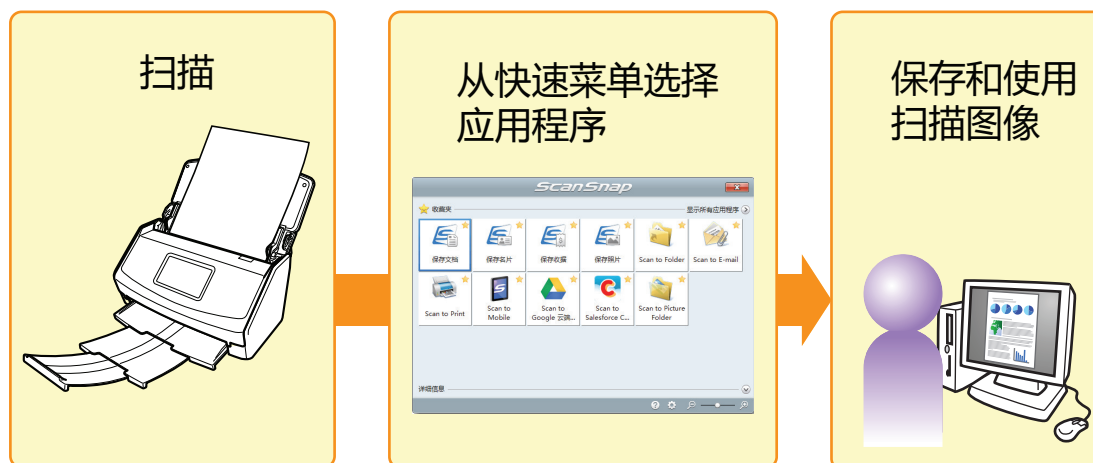 扫描
从快速菜单选择
应用程序
ScanSnap
收藏夹
显示所有应用程序
保存文档
保存名片
保存收据
保存照片
Scan to Folder
Scan to E-mail
Scan to Print
Scan to
Mobile
Scan to
Google 云端...
Scan to
Salesforce C...
Scan to Picture
Folder
详细信息
保存和使用
扫描图像